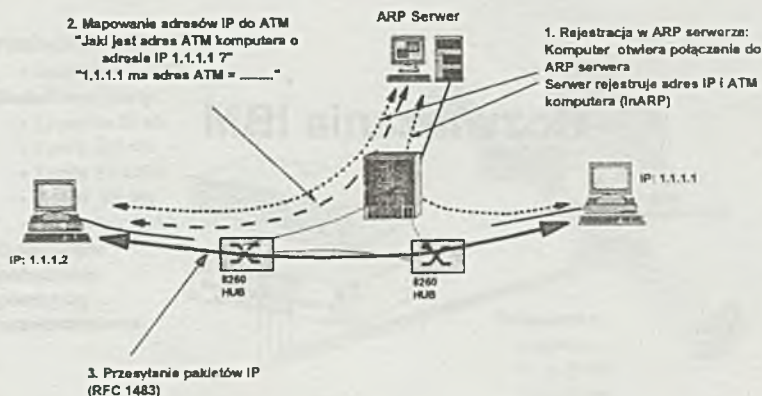 2. Mapowanie adresów IP do ATM
"Jaki jest adres ATM komputera o
adresie IP 1.1.1.1 ?"
"1.1.1.1 ma adres ATM = ........"
ARP Serwer
1. Rejestracja w ARP serwerze:
Komputer otwiera połączenie do
ARP serwera
Serwer rejestruje adres IP i ATM
komputera (InARP)
IP: 1.1.1.1
IP: 1.1.1.2
8260
HUB
8260
HUB
3. Przesyłanie pakietów IP
(RFC 1483)